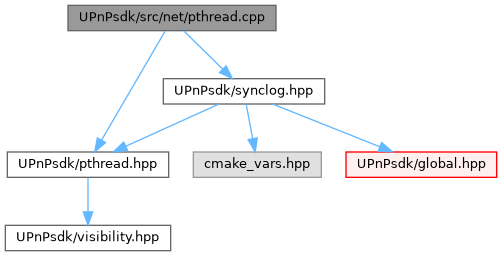 UPnPsdk/src/net/pthread.cpp
UPnPsdk/synclog.hpp
UPnPsdk/pthread.hpp
cmake_vars.hpp
UPnPsdk/global.hpp
UPnPsdk/visibility.hpp